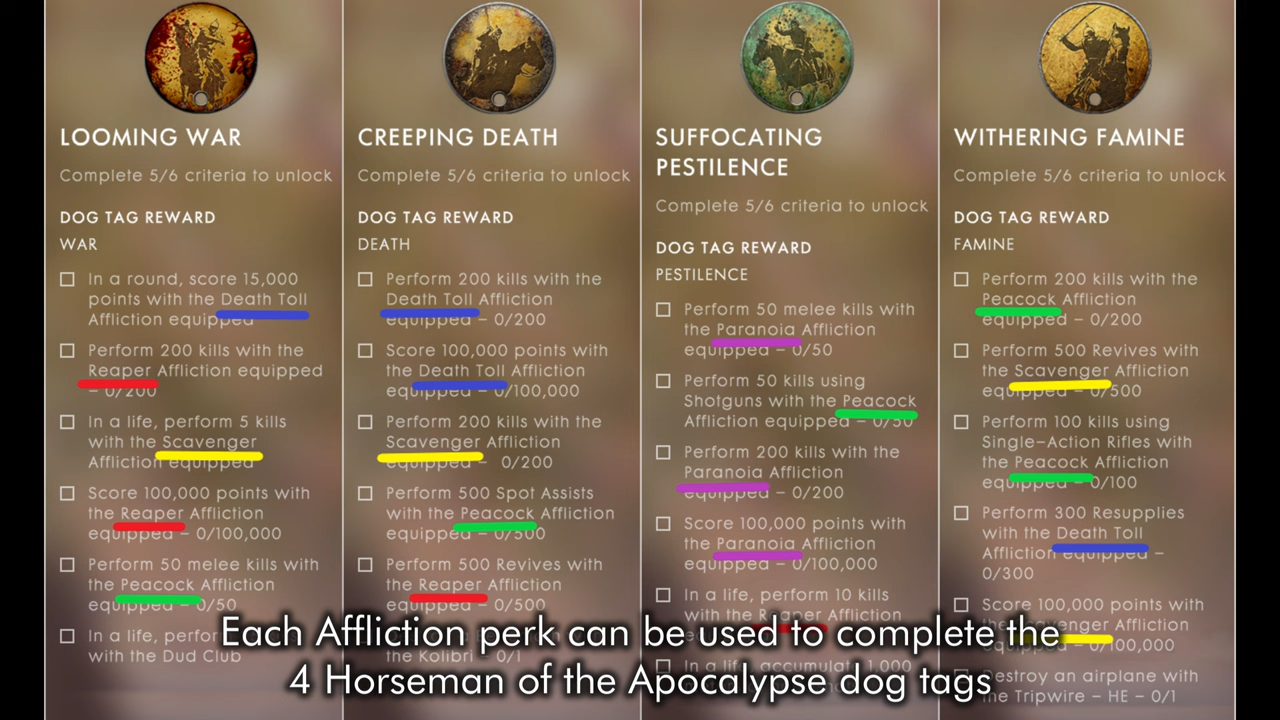 LOOMING WAR
Complete 5/6 criteria to unlock
DOG TAG REWARD
WAR
In a round, score 15,000
points with the Death Toll
Affliction equipped
Perform 200 kills with the
Reaper Affliction equipped
– 0/200
In a life, perform 5 kills
with the Scavenger
Affliction equipped
Score 100,000 points with
the Reaper Affliction
equipped – 0/100,000
Perform 50 melee kills with
the Peacock Affliction
equipped – 0/50
In a life,
with the Dud Club
CREEPING DEATH
Complete 5/6 criteria to unlock
DOG TAG REWARD
DEATH
Perform 200 kills with the
Death Toll Affliction
equipped – 0/200
Score 100,000 points with
the Death Toll Affliction
equipped – 0/100,000
Perform 200 kills with the
Scavenger Affliction
equipped – 0/200
Perform 500 Spot Assists
with the Peacock Affliction
equipped – 0/500
Perform 500 Revives with
the Reaper Affliction
equipped – 0/500
the Kolibri – 0/1
SUFFOCATING
PESTILENCE
Complete 5/6 criteria to unlock
DOG TAG REWARD
PESTILENCE
Perform 50 melee kills with
the Paranoia Affliction
equipped – 0/50
Perform 50 kills using
Shotguns with the Peacock
Affliction equipped – 0/50
Perform 200 kills with the
Paranoia Affliction
equipped – 0/200
Score 100,000 points with
the Paranoia Affliction
equipped – 0/100,000
In a life, perform 10 kills
with the Reaper Affliction
In a life, accumulate 1,000
WITHERING FAMINE
Complete 5/6 criteria to unlock
DOG TAG REWARD
FAMINE
Perform 200 kills with the
Peacock Affliction
equipped – 0/200
Perform 500 Revives with
the Scavenger Affliction
equipped – 0/500
Perform 100 kills using
Single–Action Rifles with
the Peacock Affliction
equipped – 0/100
Perform 300 Resupplies
with the Death Toll
Affliction equipped –
0/300
Score 100,000 points with
the Scavenger Affliction
equipped – 0/100,000
Destroy an airplane with
the Tripwire – HE – 0/1
Each Affliction perk can be used to complete the
4 Horseman of the Apocalypse dog tags